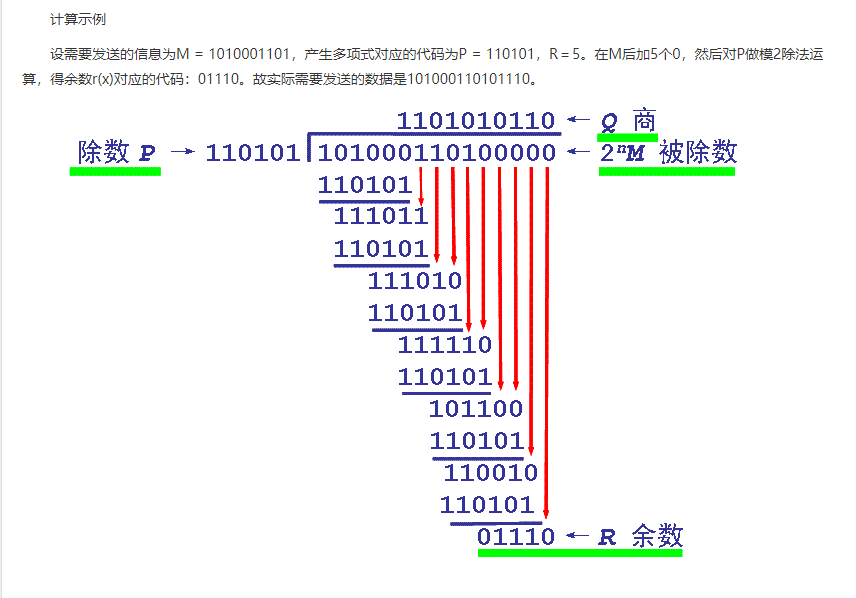 计算示例
设需要发送的信息为M = 1010001101，产生多项式对应的代码为P = 110101，R＝5。在M后加5个0，然后对P做模2除法运
算，得余数r(x)对应的代码：01110。故实际需要发送的数据是101000110101110。
1101010110 ← Q 商
除数 P → 110101 101000110100000 ← 2ⁿM 被除数
110101
111011
110101
111010
110101
111110
110101
101100
110101
110010
110101
01110 ← R 余数